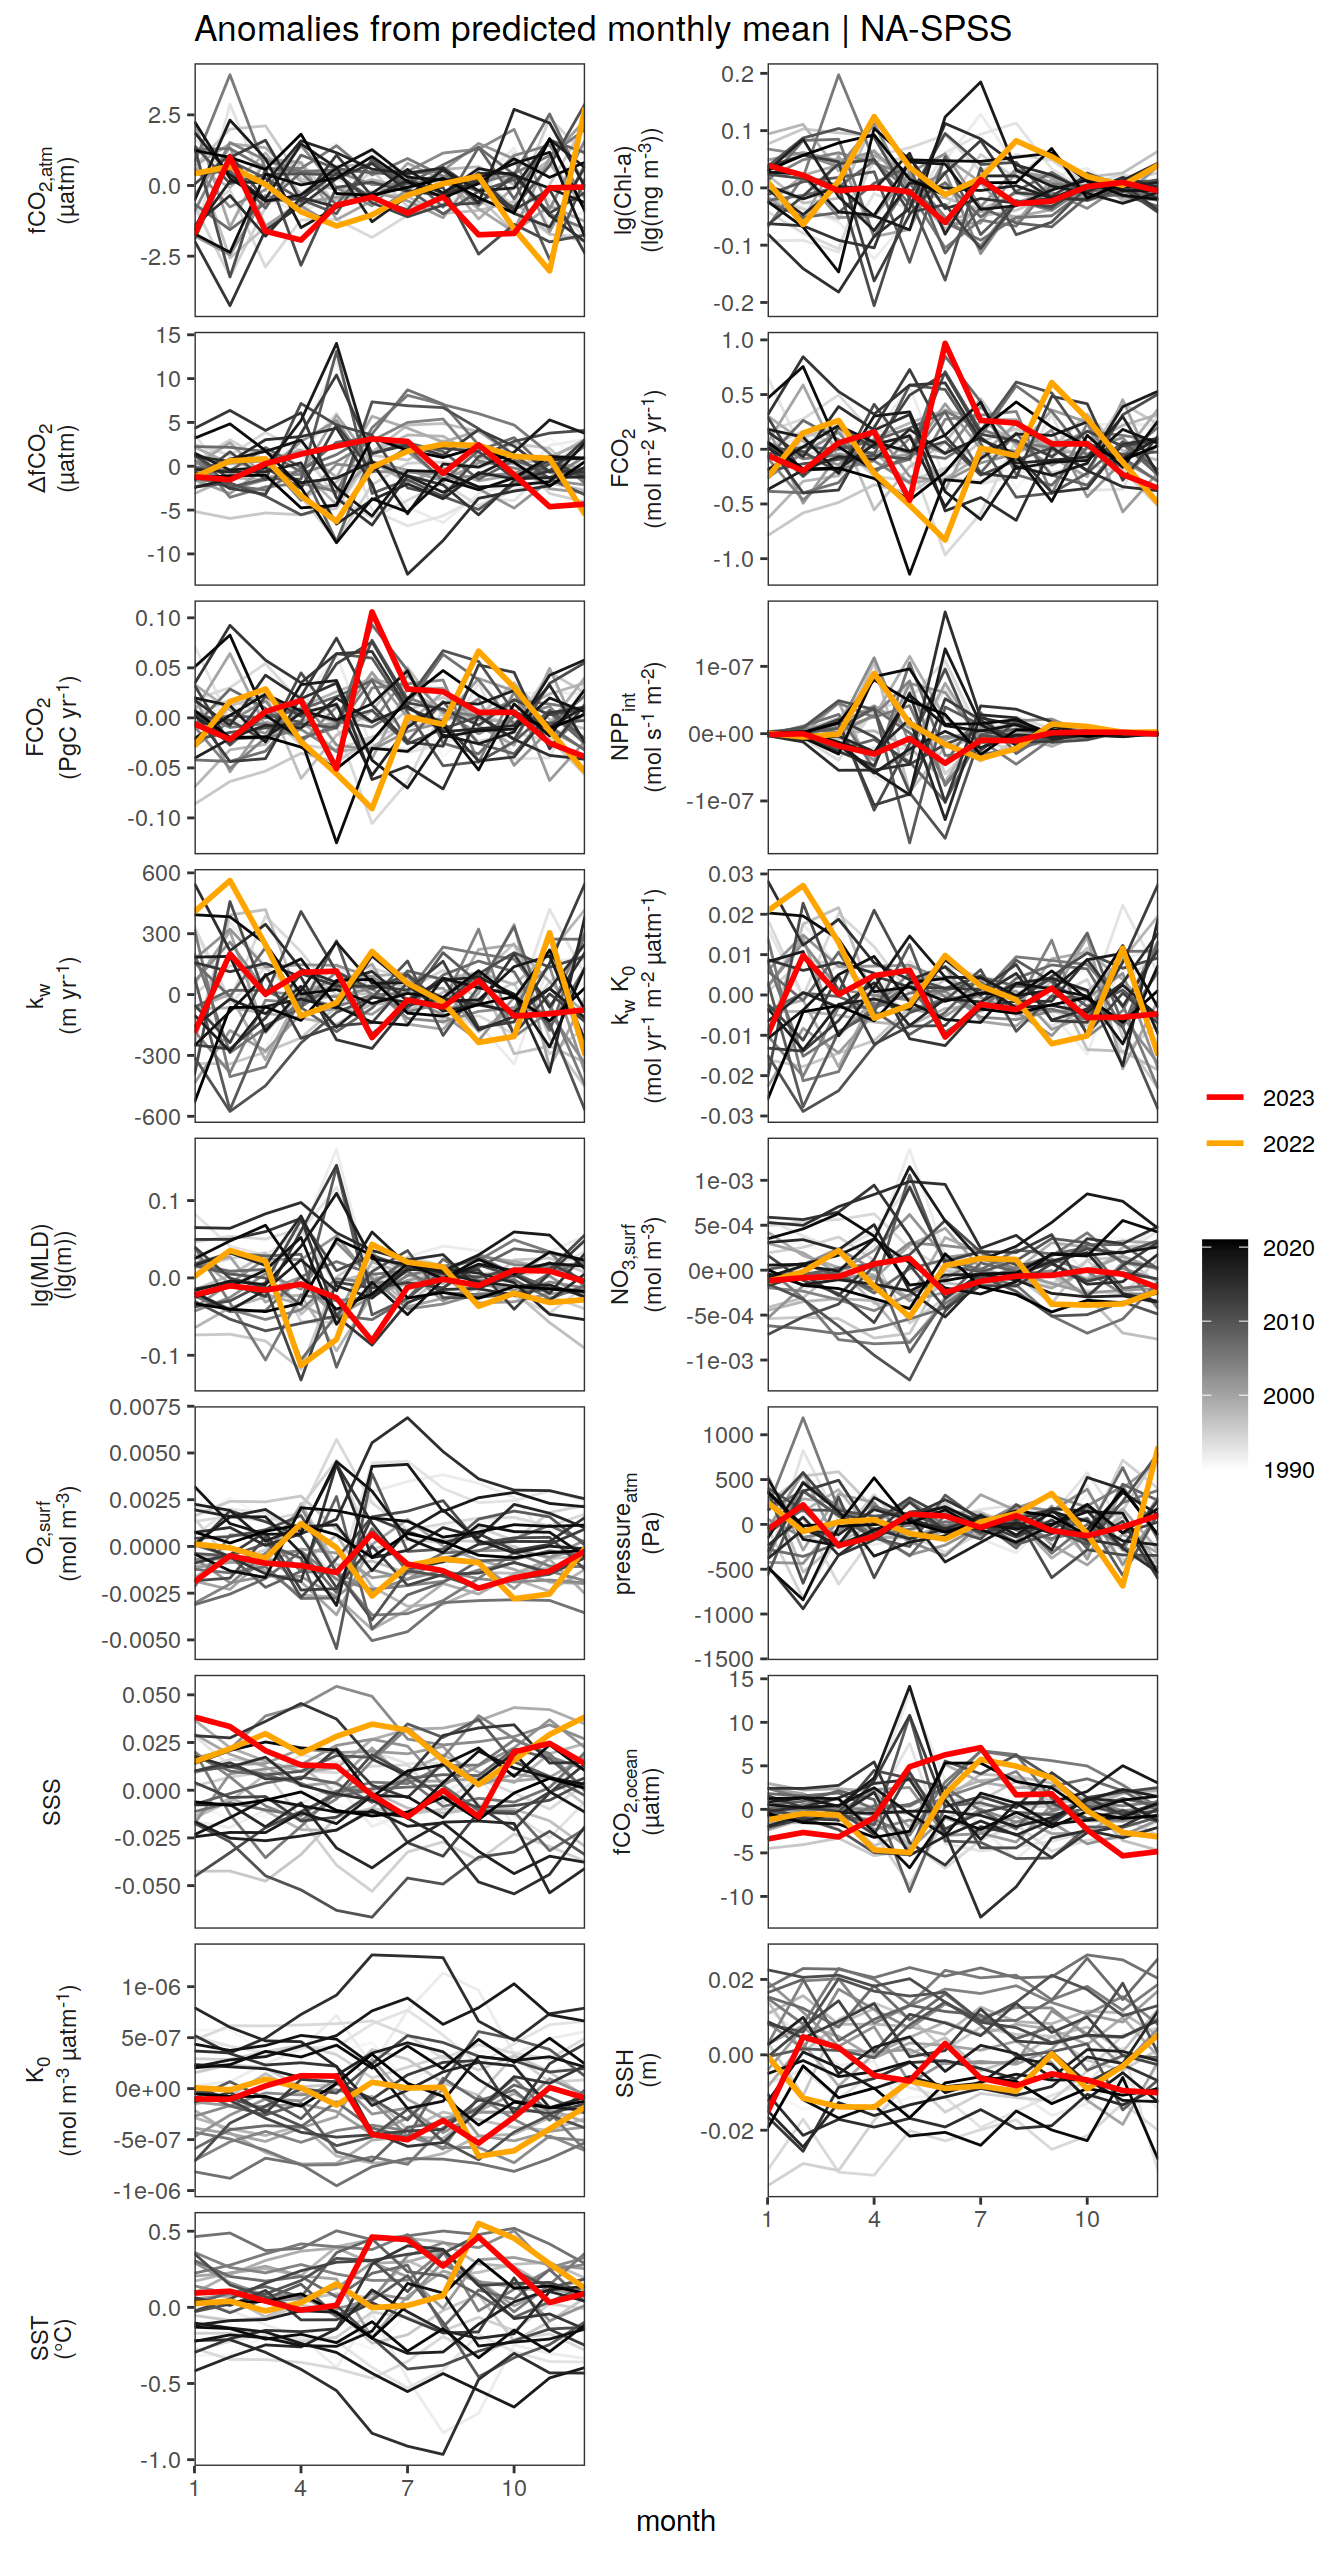 Anomalies from predicted monthly mean | NA-SPSS
fCO2,atm
(µatm)
2.5
0.0
-2.5
lg(Chl-a)
(lg(mg m-3))
0.2
0.1
0.0
-0.1
-0.2
ΔfCO2
(µatm)
15
10
5
0
-5
-10
FCO2
(mol m-2 yr-1)
1.0
0.5
0.0
-0.5
-1.0
FCO2
(PgC yr-1)
0.10
0.05
0.00
-0.05
-0.10
NPPint
(mol s-1 m-2)
1e-07
0e+00
-1e-07
kw
(m yr-1)
600
300
0
-300
-600
kw K0
(mol yr-1 m-2 µatm-1)
0.03
0.02
0.01
0.00
-0.01
-0.02
-0.03
lg(MLD)
(lg(m))
0.1
0.0
-0.1
NO3,surf
(mol m-3)
1e-03
5e-04
0e+00
-5e-04
-1e-03
O2,surf
(mol m-3)
0.0075
0.0050
0.0025
0.0000
-0.0025
-0.0050
pressureatm
(Pa)
1000
500
0
-500
-1000
-1500
SSS
0.050
0.025
0.000
-0.025
-0.050
fCO2,ocean
(µatm)
15
10
5
0
-5
-10
K0
(mol m-3 µatm-1)
1e-06
5e-07
0e+00
-5e-07
-1e-06
SSH
(m)
0.02
0.00
-0.02
1 4 7 10
SST
(°C)
0.5
0.0
-0.5
-1.0
1 4 7 10
month
2023
2022
2020
2010
2000
1990